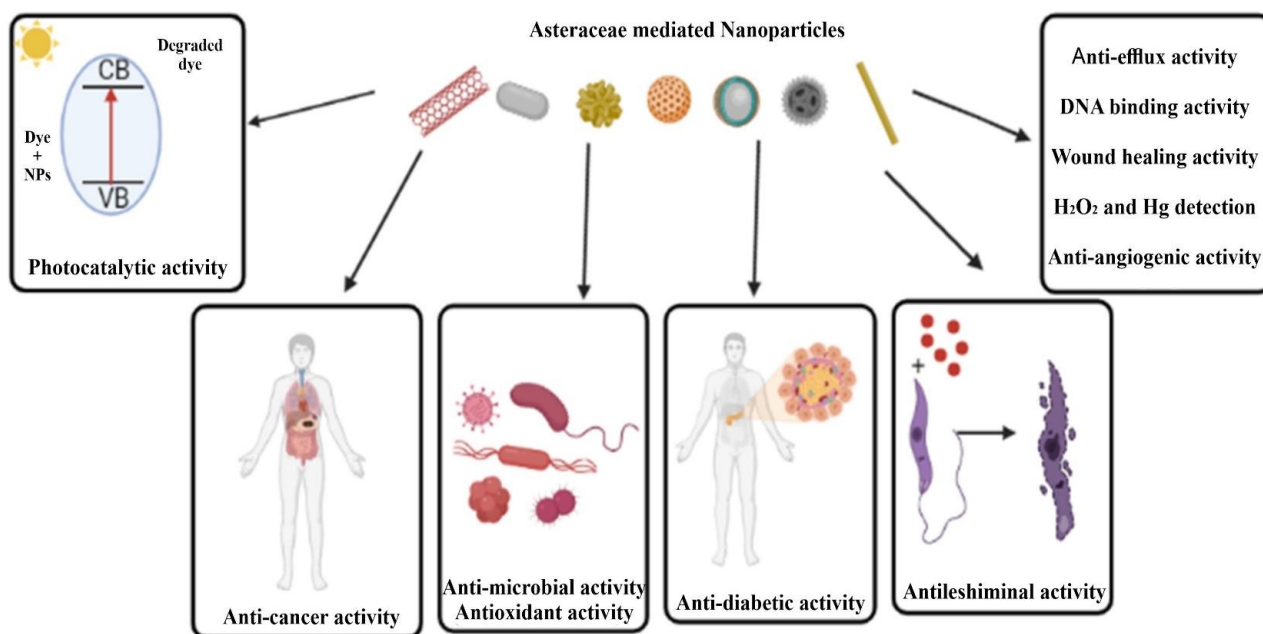 Asteraceae mediated Nanoparticles
Degraded
dye
CB
Dye
+
NPs
VB
Photocatalytic activity
Anti-efflux activity
DNA binding activity
Wound healing activity
H₂O₂ and Hg detection
Anti-angiogenic activity
Anti-cancer activity
Anti-microbial activity
Antioxidant activity
Anti-diabetic activity
+
Antileshiminal activity